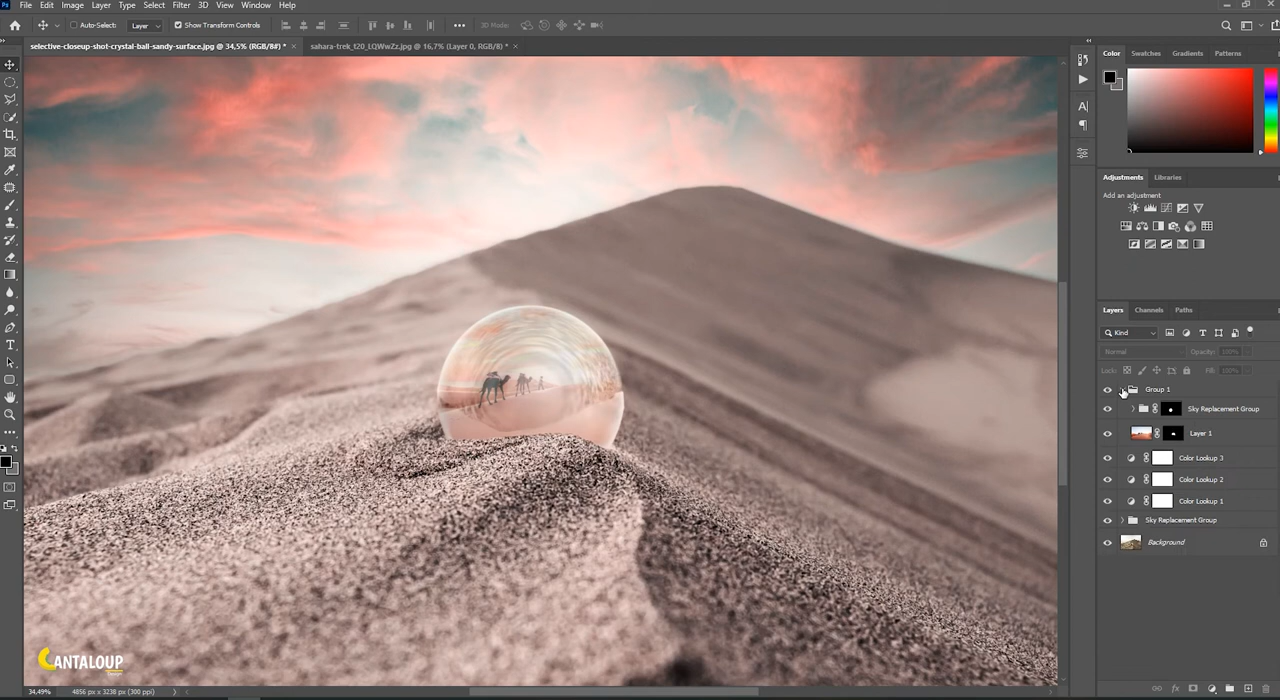 Ps File Edit Image Layer Type Select Filter 3D View Window Help
Auto-Select: Layer Show Transform Controls 3D Mode:
selective-closeup-shot-crystal-ball-sandy-surface.jpg @ 34,5% (RGB/8#) * × sahara-trek_t20_LQWwZz.jpg @ 16,7% (Layer 0, RGB/8) * ×
Color Swatches Gradients Patterns
Adjustments Libraries
Add an adjustment
Layers Channels Paths
Kind
Normal Opacity: 100%
Lock: Fill: 100%
Group 1
Sky Replacement Group
Layer 1
Color Lookup 3
Color Lookup 2
Color Lookup 1
Sky Replacement Group
Background
CANTALOUP
34,49% 4856 px x 3238 px (300 ppi)